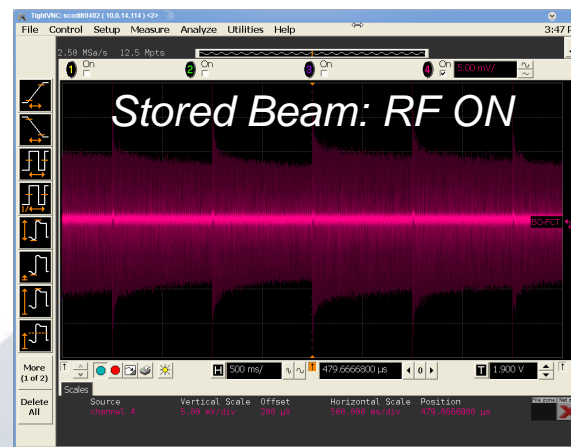 TightVNC: scodilt0402 ( 10.0.14.114 ) <2>
File Control Setup Measure Analyze Utilities Help 3:47 P
2.50 MSa/s 12.5 Mpts
1 On 2 On 3 On 4 On 5.00 mV/
Stored Beam: RF ON
BO-FCT
More
(1 of 2)
Delete
All
H 500 ms/ 479.6666800 µs 0 T 1.900 V
Scales
Source Vertical Scale Offset Horizontal Scale Position
channel 4 5.00 mV/div 200 µV 500.000 ms/div 479.6666800 µs